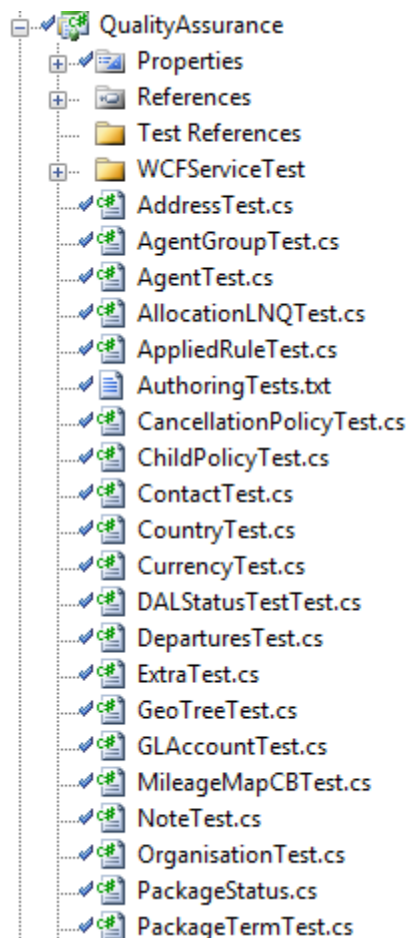 QualityAssurance
Properties
References
Test References
WCFServiceTest
AddressTest.cs
AgentGroupTest.cs
AgentTest.cs
AllocationLNQTest.cs
AppliedRuleTest.cs
AuthoringTests.txt
CancellationPolicyTest.cs
ChildPolicyTest.cs
ContactTest.cs
CountryTest.cs
CurrencyTest.cs
DALStatusTestTest.cs
DeparturesTest.cs
ExtraTest.cs
GeoTreeTest.cs
GLAccountTest.cs
MileageMapCBTest.cs
NoteTest.cs
OrganisationTest.cs
PackageStatus.cs
PackageTermTest.cs